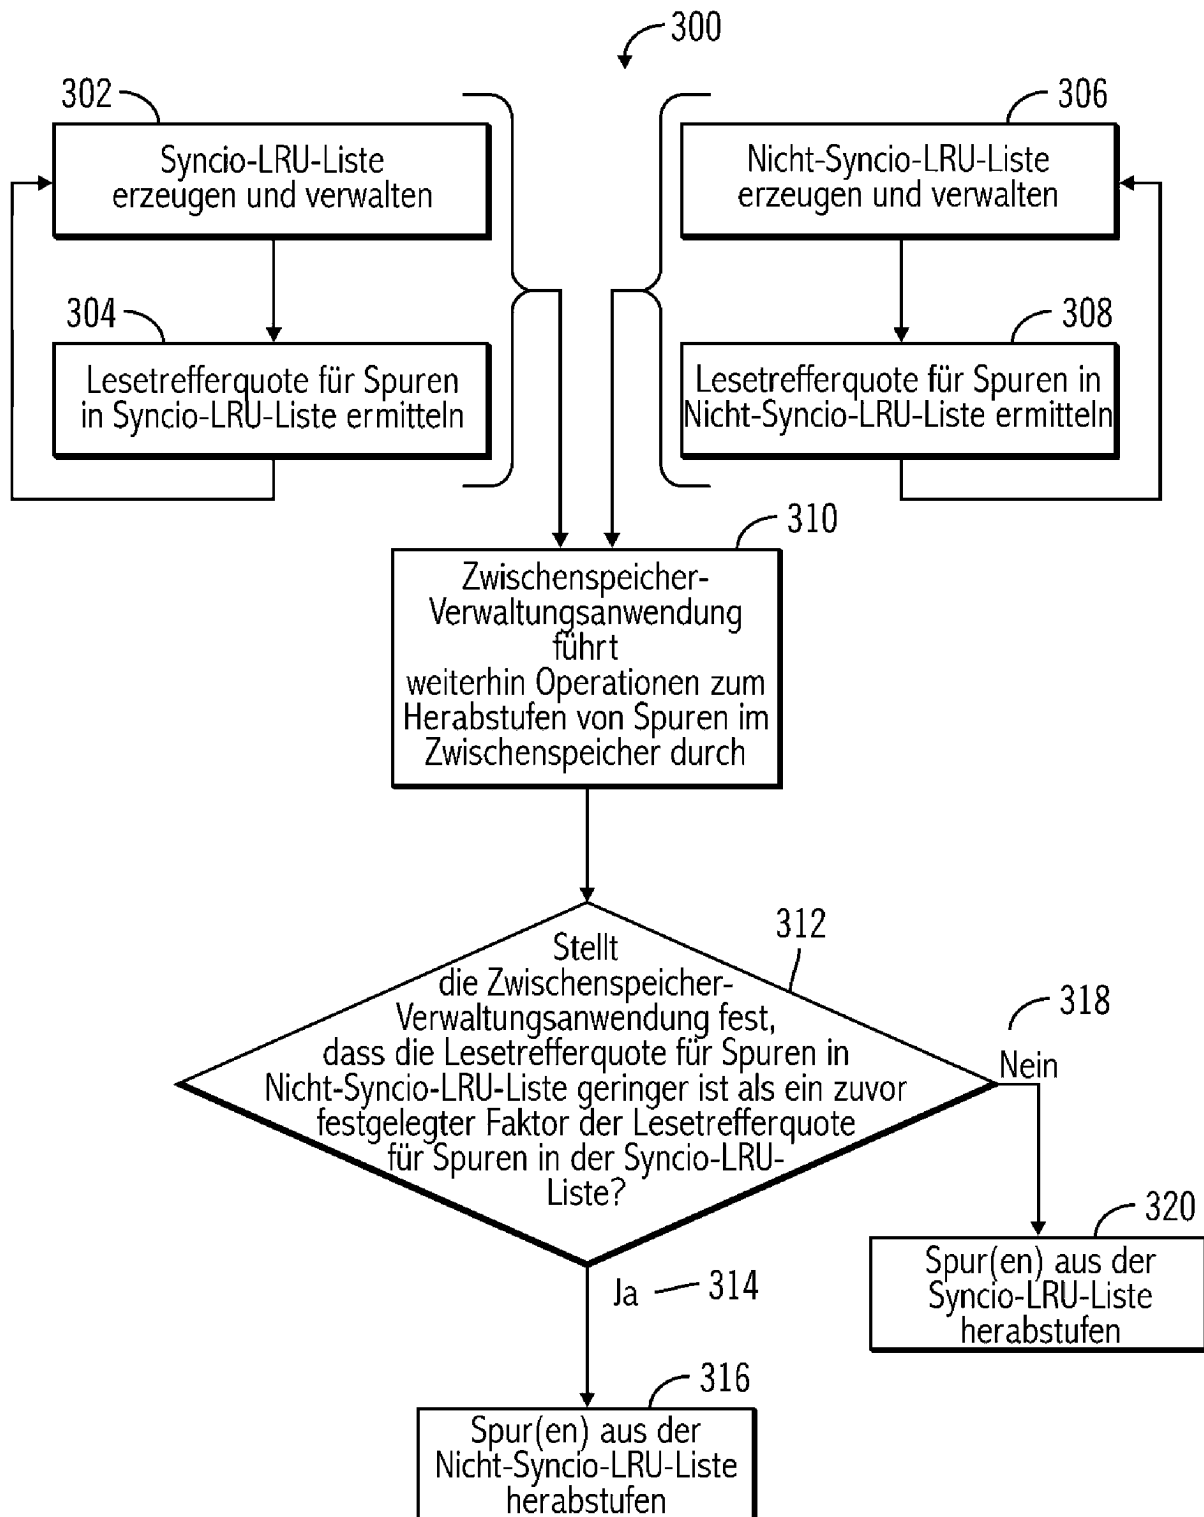 300
302
Syncio-LRU-Liste
erzeugen und verwalten
306
Nicht-Syncio-LRU-Liste
erzeugen und verwalten
304
Lesetrefferquote für Spuren
in Syncio-LRU-Liste ermitteln
308
Lesetrefferquote für Spuren in
Nicht-Syncio-LRU-Liste ermitteln
310
Zwischenspeicher-
Verwaltungsanwendung
führt
weiterhin Operationen zum
Herabstufen von Spuren im
Zwischenspeicher durch
312
Stellt
die Zwischenspeicher-
Verwaltungsanwendung fest,
dass die Lesetrefferquote für Spuren in
Nicht-Syncio-LRU-Liste geringer ist als ein zuvor
festgelegter Faktor der Lesetrefferquote
für Spuren in der Syncio-LRU-
Liste?
318
Nein
320
Spur(en) aus der
Syncio-LRU-Liste
herabstufen
Ja
314
316
Spur(en) aus der
Nicht-Syncio-LRU-Liste
herabstufen